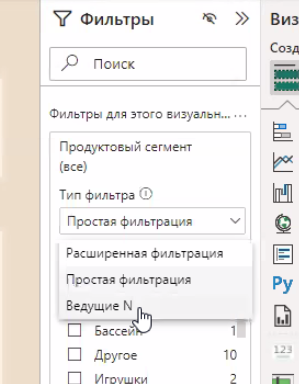 Фильтры
Виз
Созд
Поиск
Фильтры для этого визуальн...
Продуктовый сегмент
(все)
Тип фильтра
Простая фильтрация
Расширенная фильтрация
Простая фильтрация
Ведущие N
Бассейн 1
Другое 10
Игрушки 2
Py
123